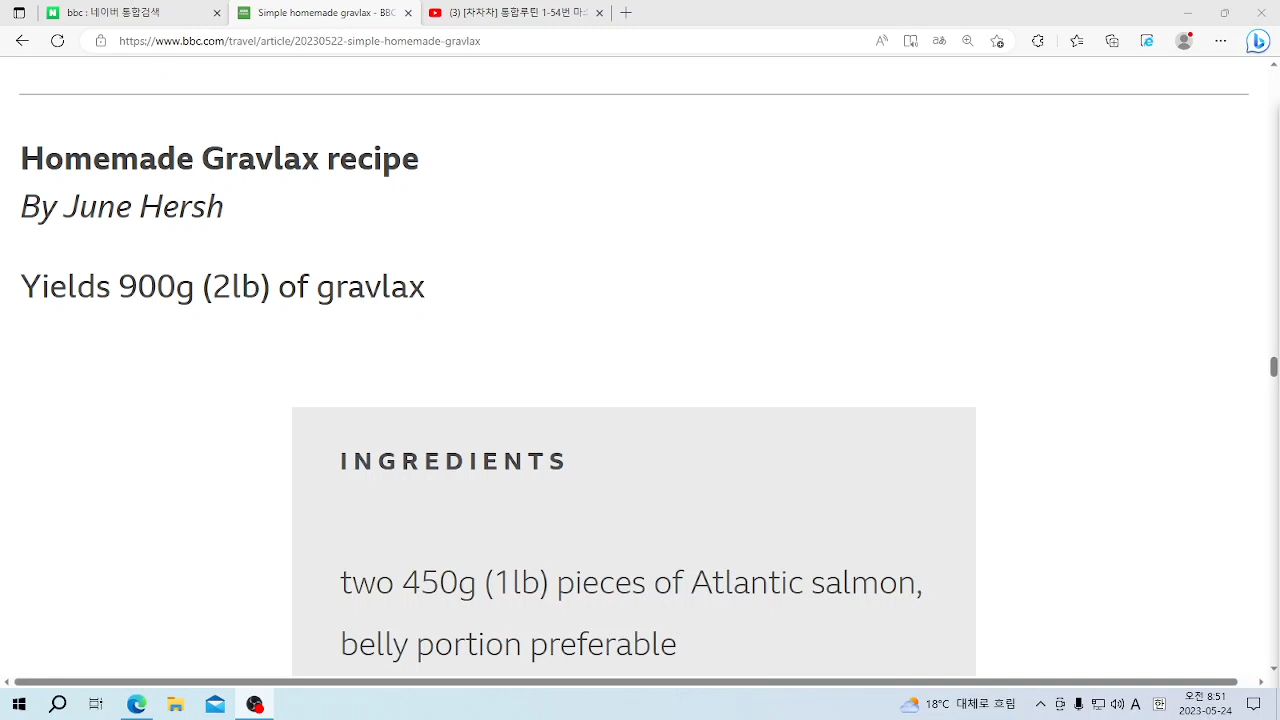 bbc : 네이버 통합검색
Simple homemade gravlax - BBC
(3) [차차차] 통합루틴 1-54번 마스
https://www.bbc.com/travel/article/20230522-simple-homemade-gravlax
Homemade Gravlax recipe
By June Hersh
Yields 900g (2lb) of gravlax
INGREDIENTS
two 450g (1lb) pieces of Atlantic salmon,
belly portion preferable
18°C 대체로 흐림
A
오전 8:51
2023-05-24